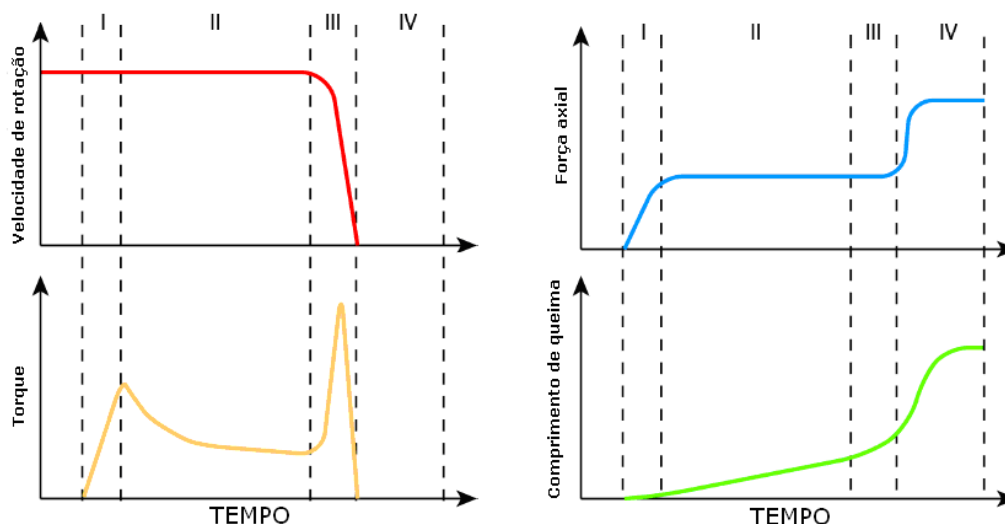 I II III IV
Velocidade de rotação
Torque
TEMPO
I II III IV
Força axial
Comprimento de queima
TEMPO